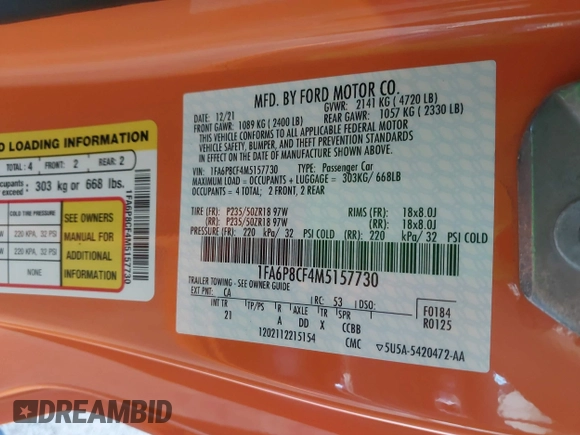 O LOADING INFORMATION
TOTAL: 4 FRONT: 2 REAR: 2
cupants
exceed 303 kg or 668 lbs.
COLD TIRE PRESSURE
220 KPA, 32 PSI
220 KPA, 32 PSI
NONE
SEE OWNERS
MANUAL FOR
ADDITIONAL
INFORMATION
1FA6P8CF4M5157730
MFD. BY FORD MOTOR CO.
DATE: 12/21 GVWR: 2141 KG ( 4720 LB)
FRONT GAWR: 1089 KG ( 2400 LB) REAR GAWR: 1057 KG ( 2330 LB)
THIS VEHICLE CONFORMS TO ALL APPLICABLE FEDERAL MOTOR
VEHICLE SAFETY, BUMPER, AND THEFT PREVENTION STANDARDS
IN EFFECT ON THE DATE OF MANUFACTURE SHOWN ABOVE.
VIN: 1FA6P8CF4M5157730 TYPE: Passenger Car
MAXIMUM LOAD = OCCUPANTS + LUGGAGE = 303KG/ 668LB
OCCUPANTS = 4 TOTAL; 2 FRONT, 2 REAR
TIRE (FR): P235/50ZR18 97W RIMS (FR): 18x8.0J
(RR): P235/50ZR18 97W (RR): 18x8.0J
PRESSURE (FR): 220 kPa/ 32 PSI COLD (RR) 220 kPa/ 32 PSI COLD
1FA6P8CF4M5157730
TRAILER TOWING - SEE OWNER GUIDE
EXT PNT: CA RC: 53 DSO: F0184
INT TR TP/PS R AXLE TR SPR R0125
21 A DD X CCBB
1202112215154 CMC ▽5U5A-5420472-AA
DREAMBID